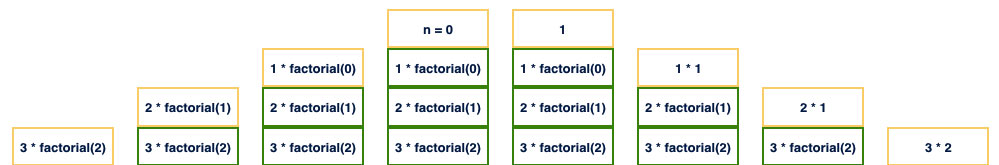 n = 0 1
1 * factorial(0) 1 * factorial(0) 1 * factorial(0) 1 * 1
2 * factorial(1) 2 * factorial(1) 2 * factorial(1) 2 * factorial(1) 2 * factorial(1) 2 * 1
3 * factorial(2) 3 * factorial(2) 3 * factorial(2) 3 * factorial(2) 3 * factorial(2) 3 * factorial(2) 3 * factorial(2) 3 * 2